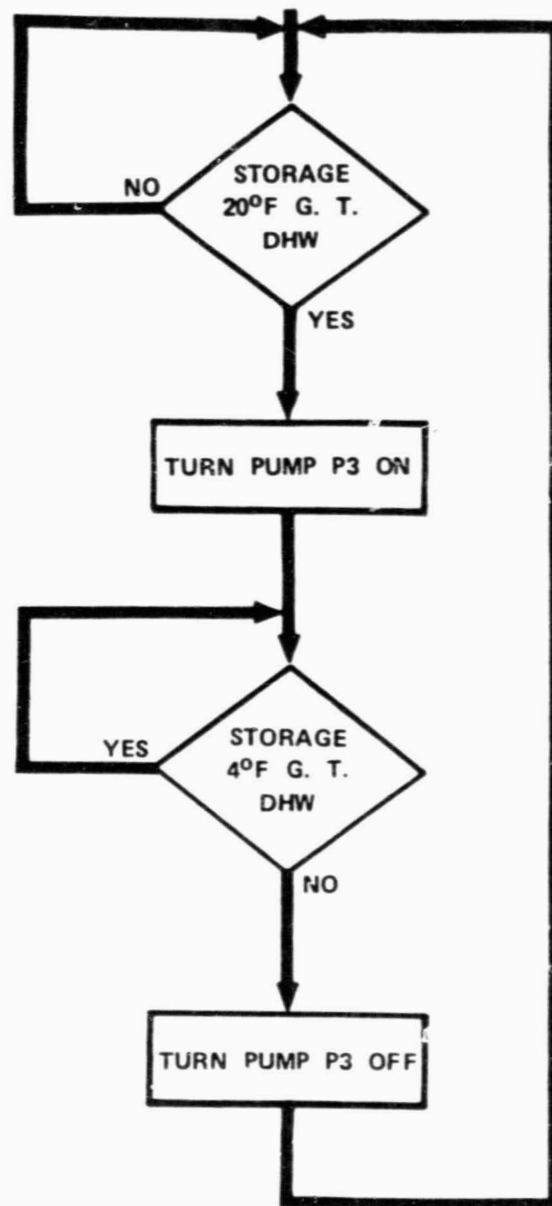 STORAGE
20°F G. T.
DHW
NO
YES
TURN PUMP P3 ON
STORAGE
4°F G. T.
DHW
YES
NO
TURN PUMP P3 OFF